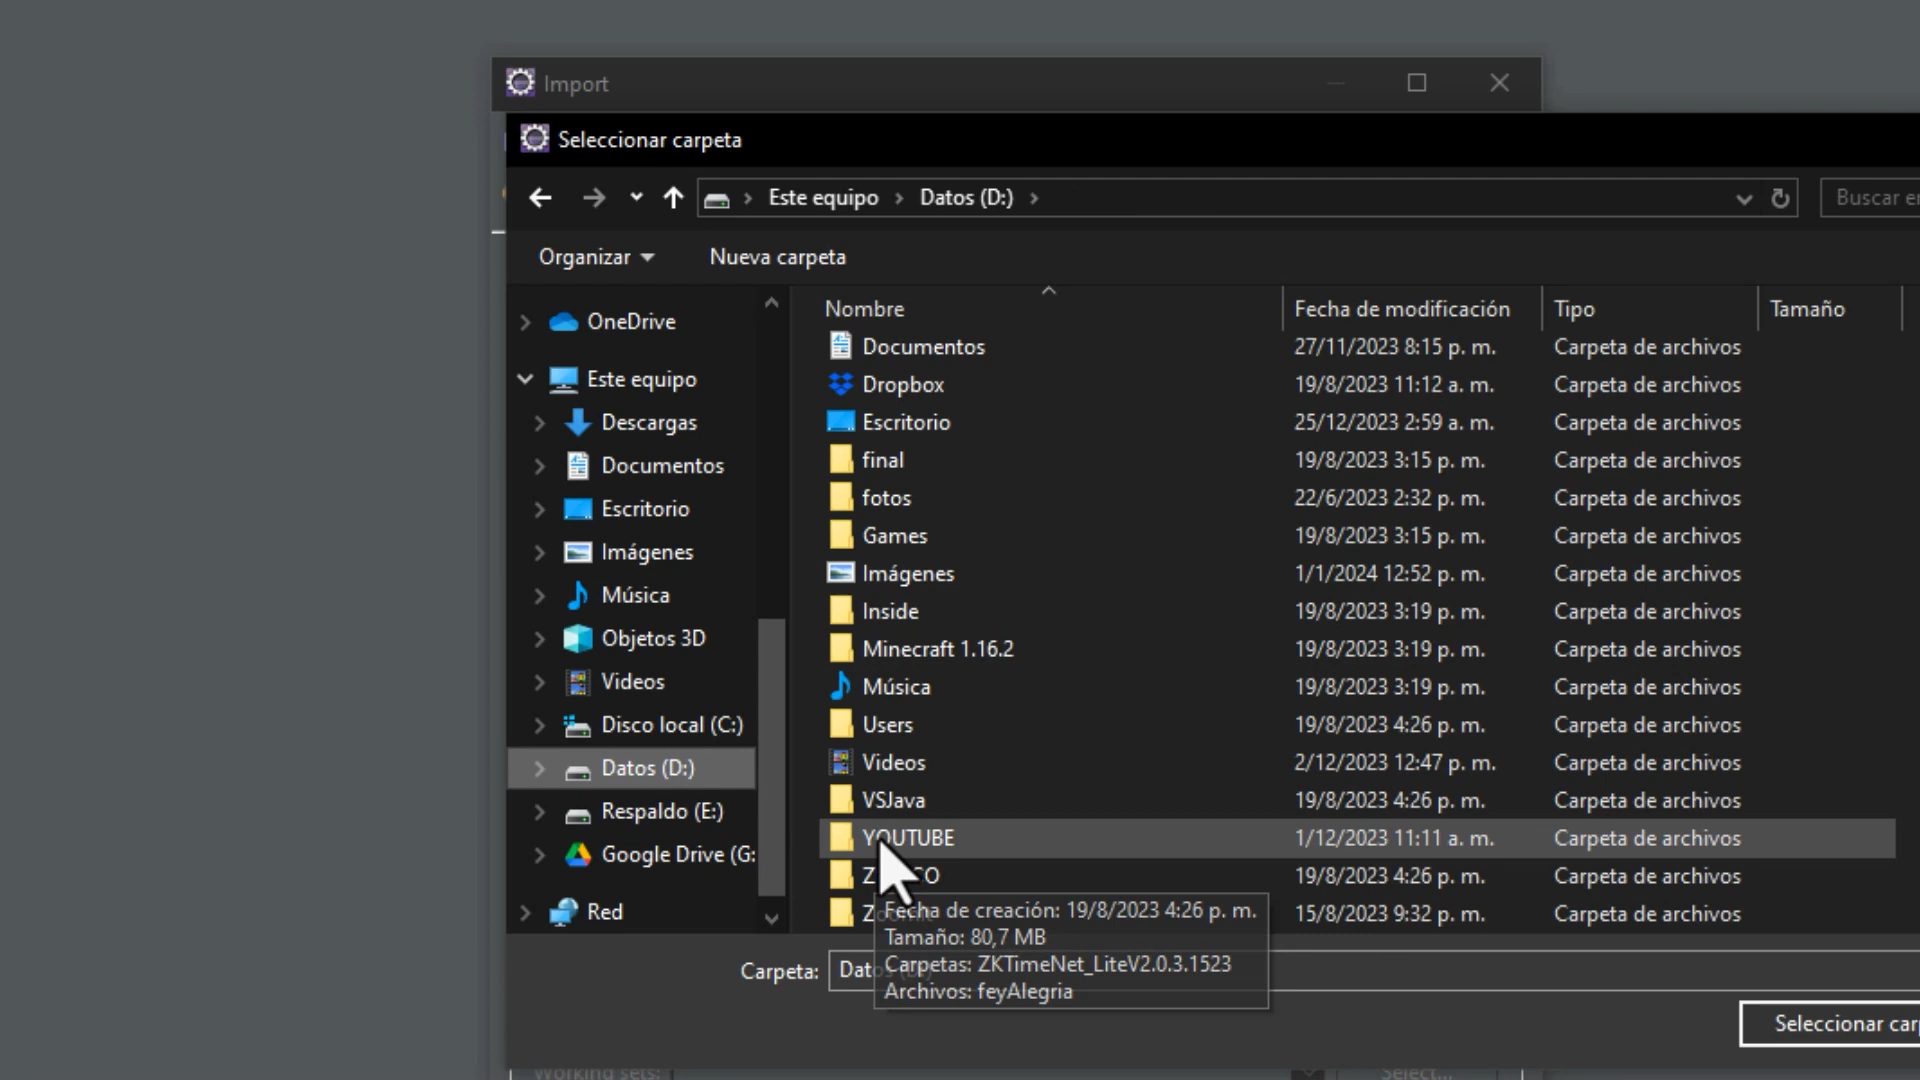 Import
Seleccionar carpeta
Este equipo
Datos (D:)
Buscar
Organizar
Nueva carpeta
OneDrive
Este equipo
Descargas
Documentos
Escritorio
Imágenes
Música
Objetos 3D
Videos
Disco local (C:)
Datos (D:)
Respaldo (E:)
Google Drive (G:
Red
Nombre Fecha de modificación Tipo Tamaño
Documentos 27/11/2023 8:15 p. m. Carpeta de archivos
Dropbox 19/8/2023 11:12 a. m. Carpeta de archivos
Escritorio 25/12/2023 2:59 a. m. Carpeta de archivos
final 19/8/2023 3:15 p. m. Carpeta de archivos
fotos 22/6/2023 2:32 p. m. Carpeta de archivos
Games 19/8/2023 3:15 p. m. Carpeta de archivos
Imágenes 1/1/2024 12:52 p. m. Carpeta de archivos
Inside 19/8/2023 3:19 p. m. Carpeta de archivos
Minecraft 1.16.2 19/8/2023 3:19 p. m. Carpeta de archivos
Música 19/8/2023 3:19 p. m. Carpeta de archivos
Users 19/8/2023 4:26 p. m. Carpeta de archivos
Videos 2/12/2023 12:47 p. m. Carpeta de archivos
VSJava 19/8/2023 4:26 p. m. Carpeta de archivos
YOUTUBE 1/12/2023 11:11 a. m. Carpeta de archivos
19/8/2023 4:26 p. m. Carpeta de archivos
15/8/2023 9:32 p. m. Carpeta de archivos
Fecha de creación: 19/8/2023 4:26 p. m.
Tamaño: 80,7 MB
Carpetas: ZKTimeNet_LiteV2.0.3.1523
Archivos: feyAlegria
Carpeta:
Seleccionar carp
Working sets:
Select...